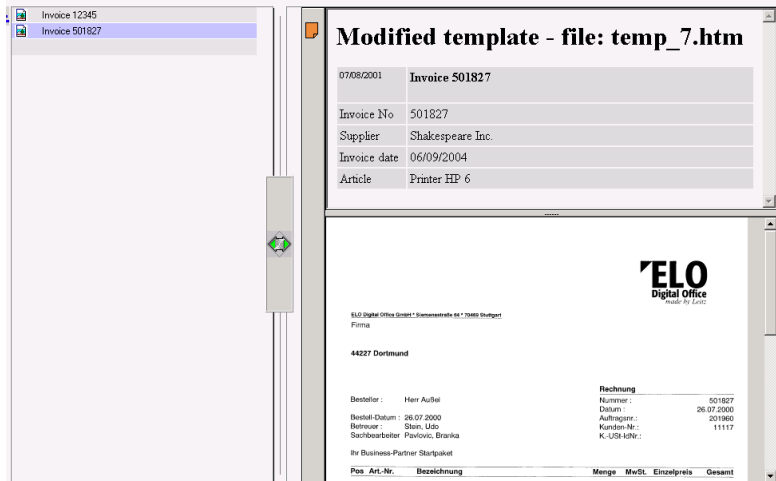 Invoice 12345
Invoice 501827
Modified template - file: temp_7.htm
07/08/2001 Invoice 501827
Invoice No 501827
Supplier Shakespeare Inc.
Invoice date 06/09/2004
Article Printer HP 6
ELO
Digital Office
made by Leitz
ELO Digital Office GmbH * Siemensstraße 64 * 70469 Stuttgart
Firma
44227 Dortmund
Rechnung
Besteller : Herr Außei Nummer : 501827
Datum : 26.07.2000
Bestell-Datum : 26.07.2000 Auftragsnr.: 201960
Betreuer : Stein, Udo Kunden-Nr.: 11117
Sachbearbeiter Pavlovic, Branka K.-USt-IdNr.:
Ihr Business-Partner Startpaket
Pos Art.-Nr. Bezeichnung Menge MwSt. Einzelpreis Gesamt